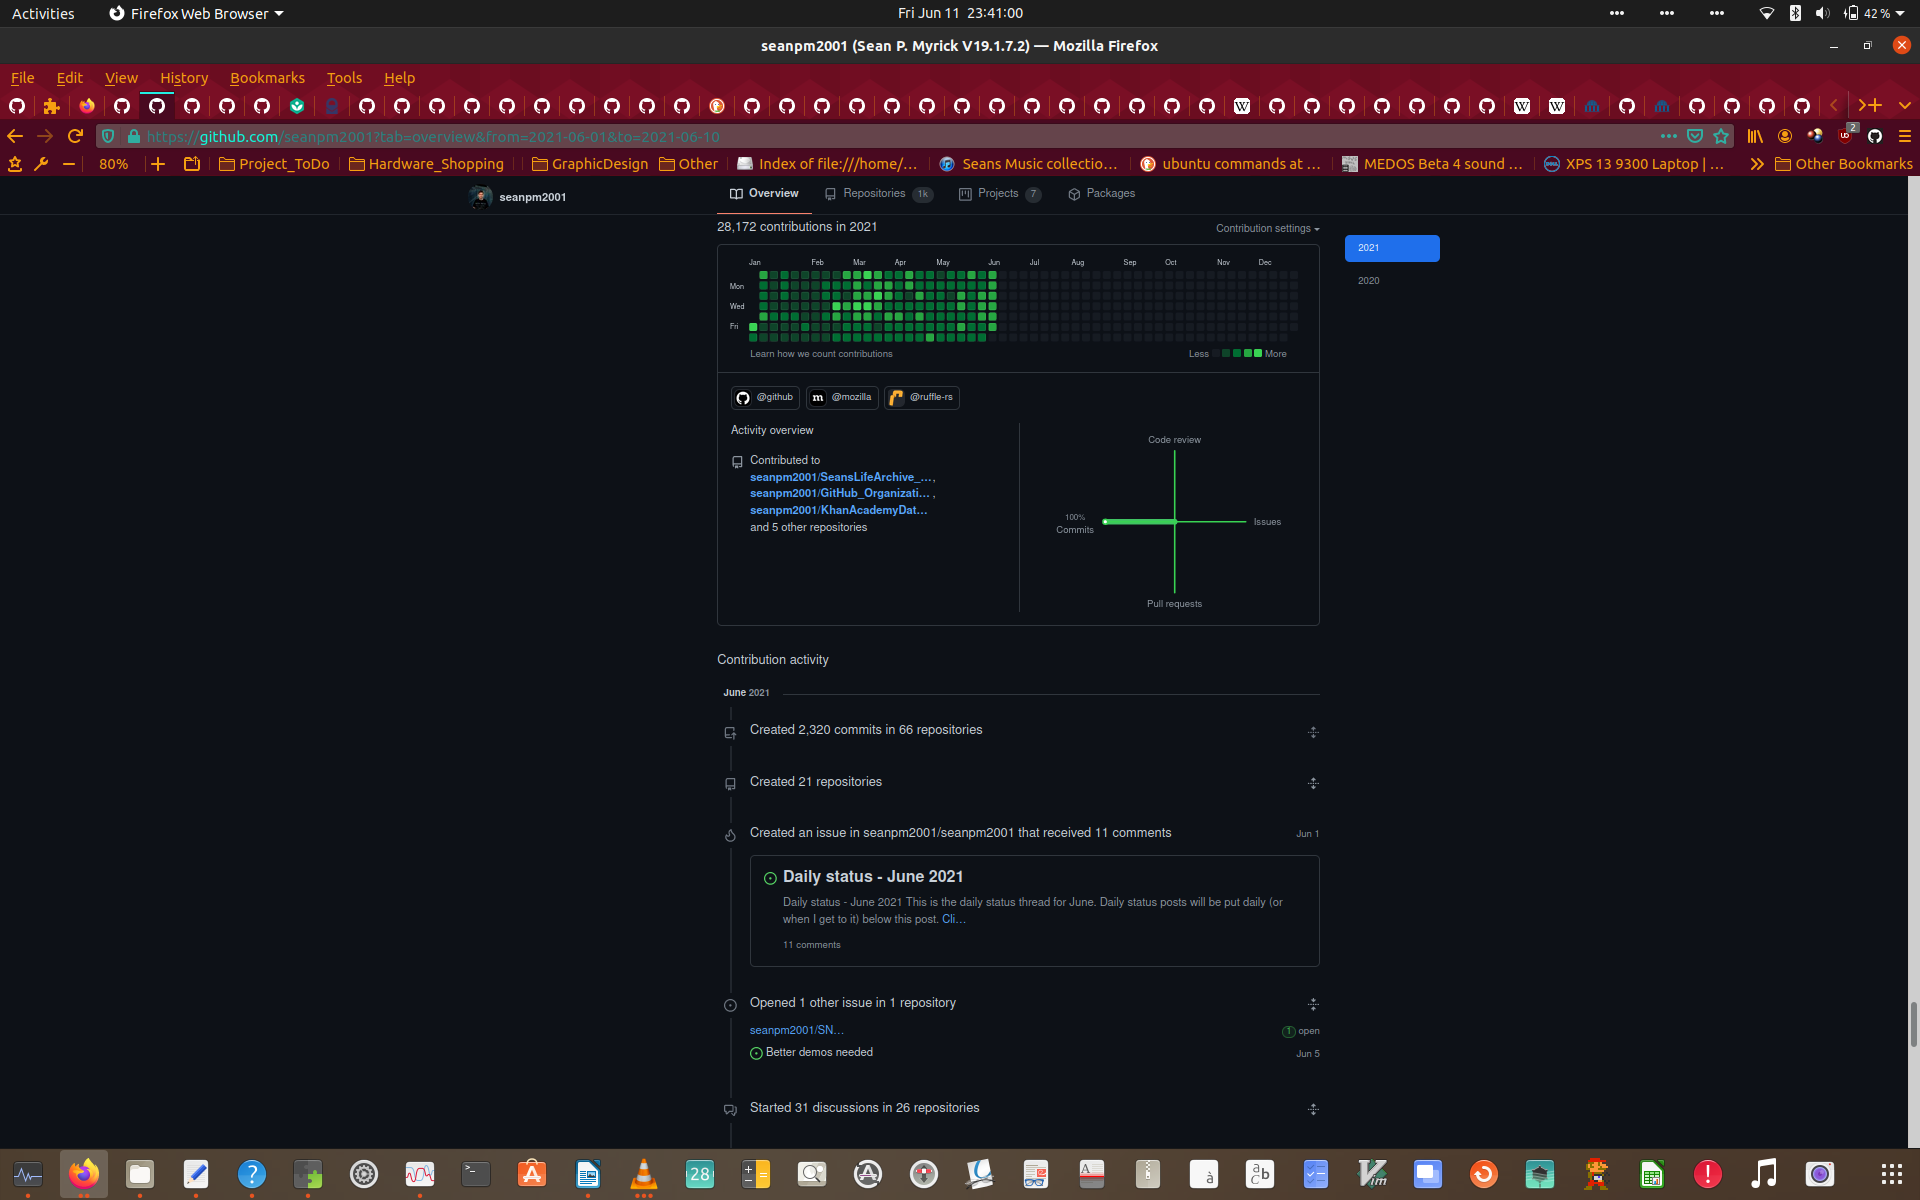 Activities
Firefox Web Browser
Fri Jun 11 23:41:00
42 %
seanpm2001 (Sean P. Myrick V19.1.7.2) — Mozilla Firefox
File Edit View History Bookmarks Tools Help
https://github.com/seanpm2001?tab=overview&from=2021-06-01&to=2021-06-10
2
80%
Project_ToDo
Hardware_Shopping
GraphicDesign
Other
Index of file:///home/...
Seans Music collectio...
ubuntu commands at ...
MEDOS Beta 4 sound ...
XPS 13 9300 Laptop | ...
Other Bookmarks
seanpm2001
Overview
Repositories 1k
Projects 7
Packages
28,172 contributions in 2021
Contribution settings
2021
2020
Jan Feb Mar Apr May Jun Jul Aug Sep Oct Nov Dec
Mon
Wed
Fri
Learn how we count contributions
Less More
@github
@mozilla
@ruffle-rs
Activity overview
Contributed to
seanpm2001/SeansLifeArchive_...,
seanpm2001/GitHub_Organizati... ,
seanpm2001/KhanAcademyDat...
and 5 other repositories
Code review
100%
Commits
Issues
Pull requests
Contribution activity
June 2021
Created 2,320 commits in 66 repositories
Created 21 repositories
Created an issue in seanpm2001/seanpm2001 that received 11 comments
Jun 1
Daily status - June 2021
Daily status - June 2021 This is the daily status thread for June. Daily status posts will be put daily (or
when I get to it) below this post. Cli...
11 comments
Opened 1 other issue in 1 repository
seanpm2001/SN...
1 open
Better demos needed
Jun 5
Started 31 discussions in 26 repositories
28